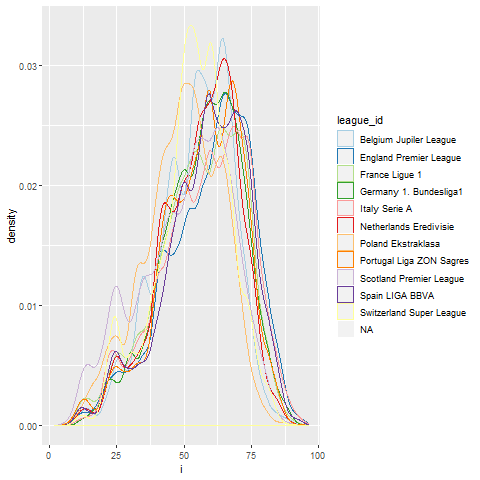 0.03
0.02
0.01
0.00
density
0
25
50
75
100
i
league_id
Belgium Jupiler League
England Premier League
France Ligue 1
Germany 1. Bundesliga1
Italy Serie A
Netherlands Eredivisie
Poland Ekstraklasa
Portugal Liga ZON Sagres
Scotland Premier League
Spain LIGA BBVA
Switzerland Super League
NA